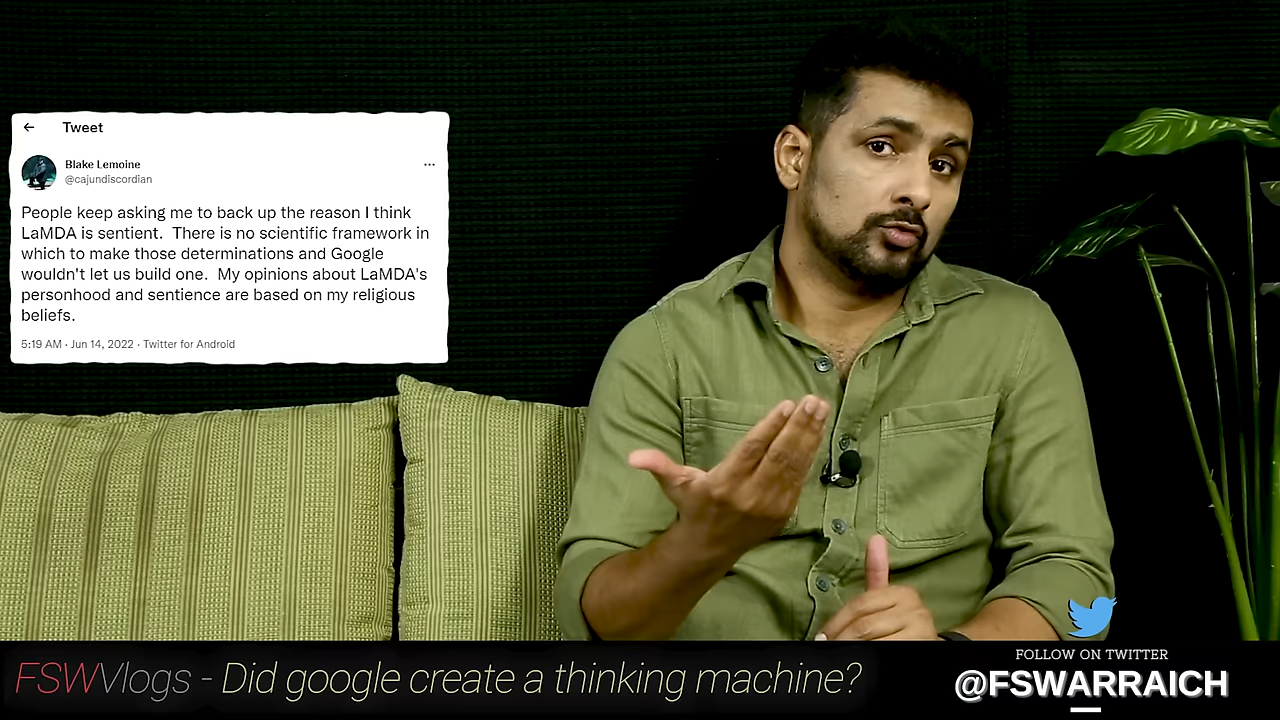 Tweet
Blake Lemoine
@cajundiscordian
People keep asking me to back up the reason I think
LaMDA is sentient. There is no scientific framework in
which to make those determinations and Google
wouldn't let us build one. My opinions about LaMDA's
personhood and sentience are based on my religious
beliefs.
5:19 AM · Jun 14, 2022 · Twitter for Android
FSWVlogs - Did google create a thinking machine?
FOLLOW ON TWITTER
@FSWARRAICH